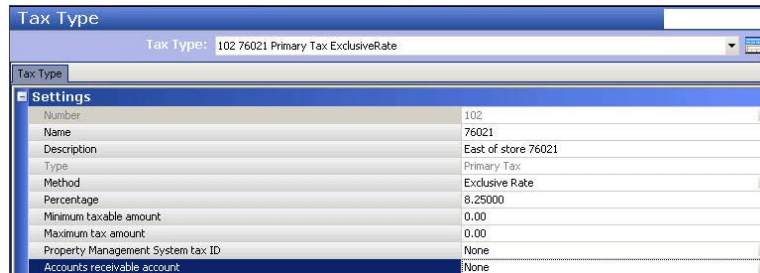 Tax Type
Tax Type: 102 76021 Primary Tax ExclusiveRate
Tax Type
Settings
Number 102
Name 76021
Description East of store 76021
Type Primary Tax
Method Exclusive Rate
Percentage 8.25000
Minimum taxable amount 0.00
Maximum tax amount 0.00
Property Management System tax ID None
Accounts receivable account None